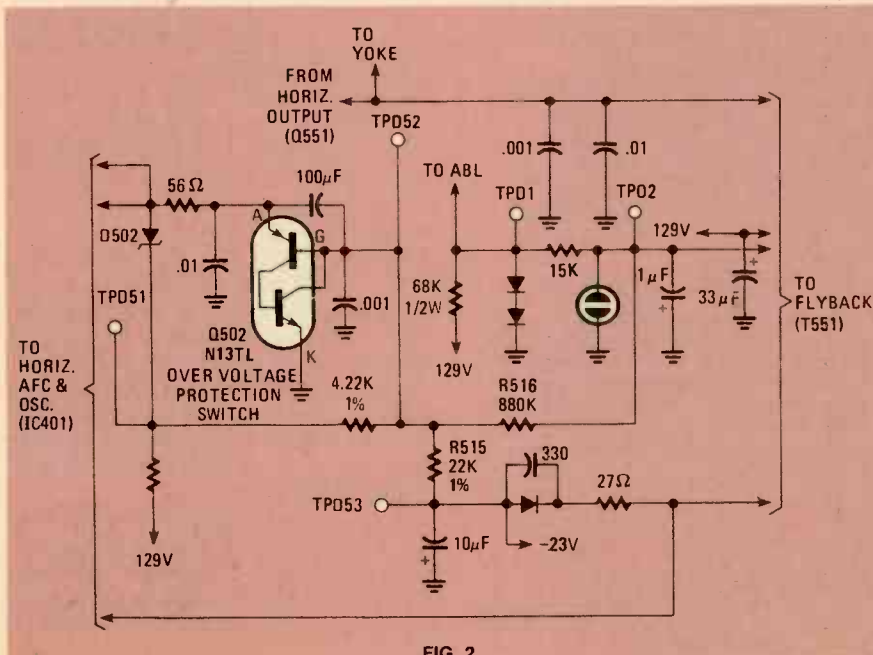 TO
YOKE
FROM
HORIZ.
OUTPUT
(Q551)
TPD52
.001
.01
100µF
TO ABL
TPD1
TPO2
56Ω
A
G
129V
D502
.01
.001
68K
1/2W
15K
1µF
33µF
+
+
TO
FLYBACK
(T551)
TPD51
K
Q502
N13TL
OVER VOLTAGE
PROTECTION
SWITCH
129V
TO
HORIZ.
AFC &
OSC.
(IC401)
4.22K
1%
R516
880K
R515
22K
1%
330
27Ω
TPD53
10µF
+
-23V
129V
FIG. 2